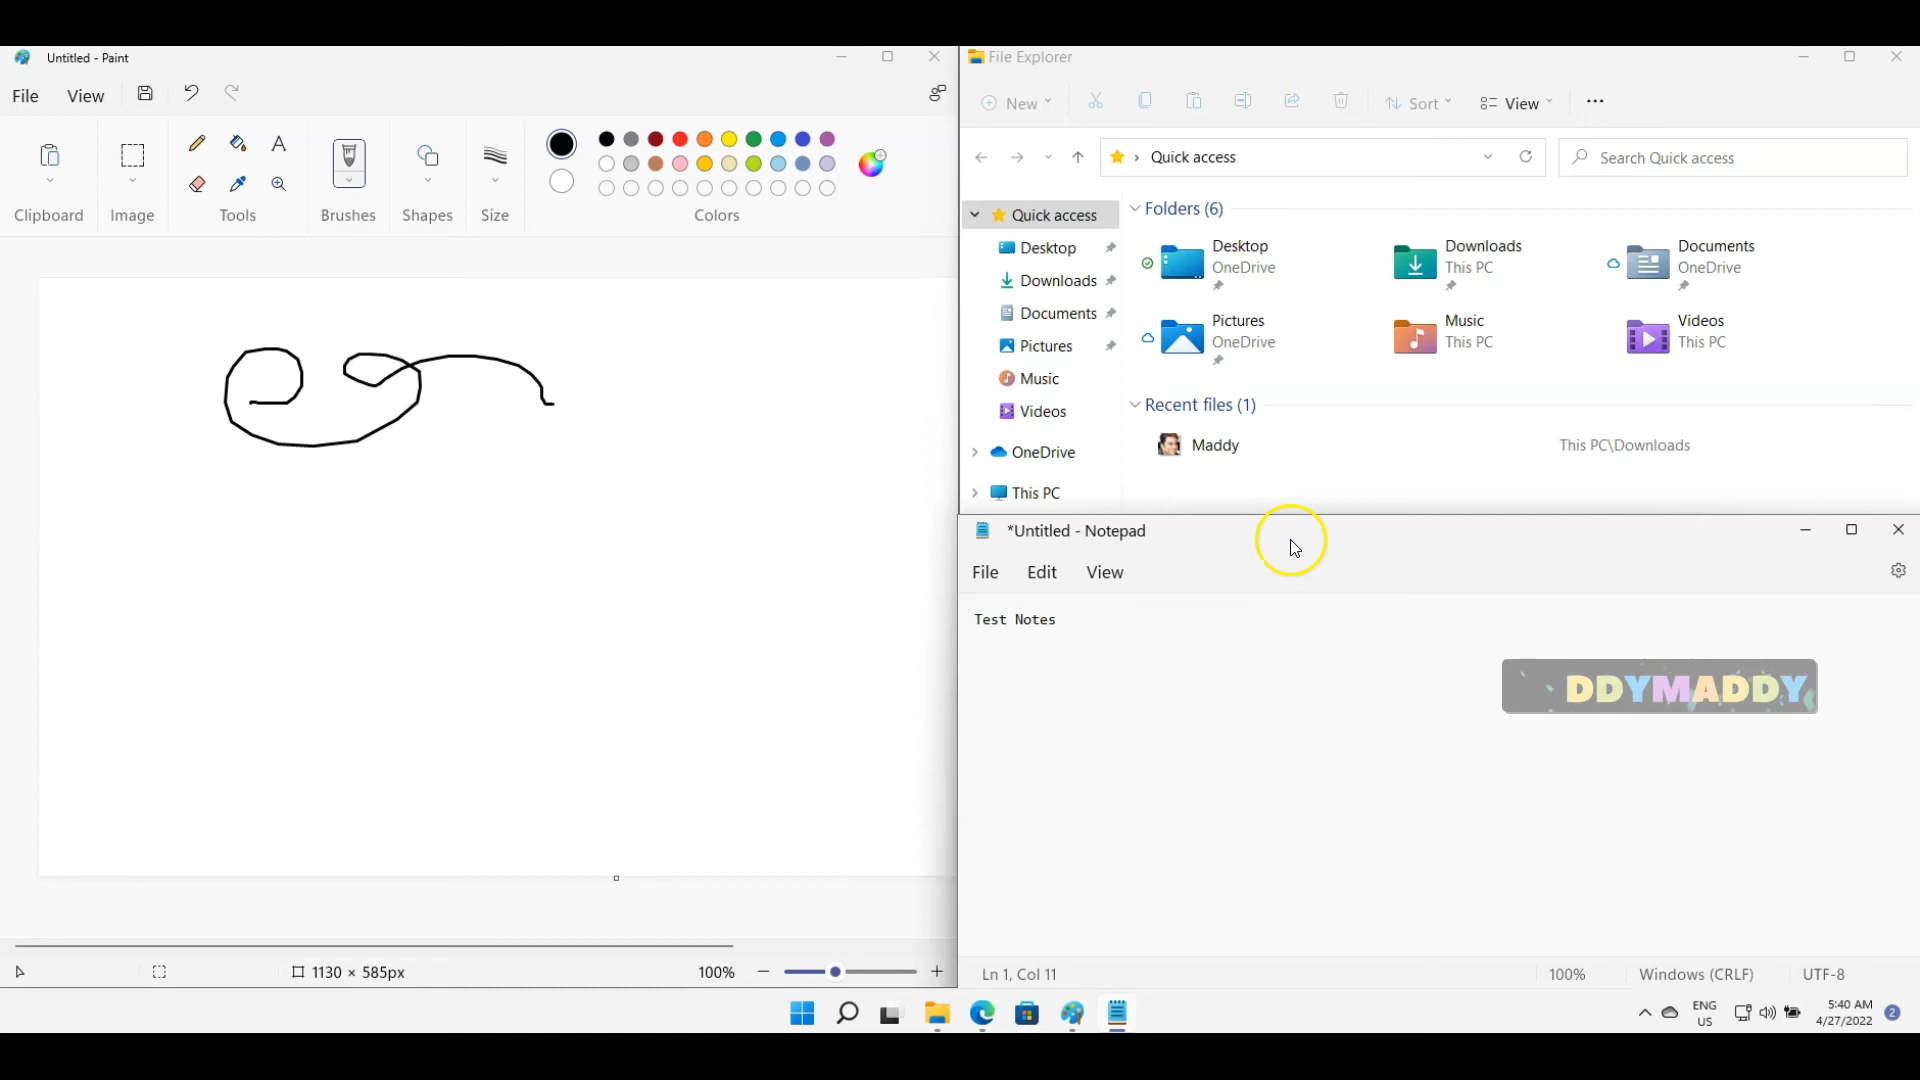 Untitled - Paint
File View
Clipboard Image Tools Brushes Shapes Size Colors
1130 × 585px 100%
File Explorer
New Sort View
Quick access Search Quick access
Quick access
Desktop
Downloads
Documents
Pictures
Music
Videos
OneDrive
This PC
Folders (6)
Desktop
OneDrive
Downloads
This PC
Documents
OneDrive
Pictures
OneDrive
Music
This PC
Videos
This PC
Recent files (1)
Maddy This PC\Downloads
*Untitled - Notepad
File Edit View
Test Notes
DDYMADDY
Ln 1, Col 11 100% Windows (CRLF) UTF-8
ENG
US
5:40 AM
4/27/2022
2